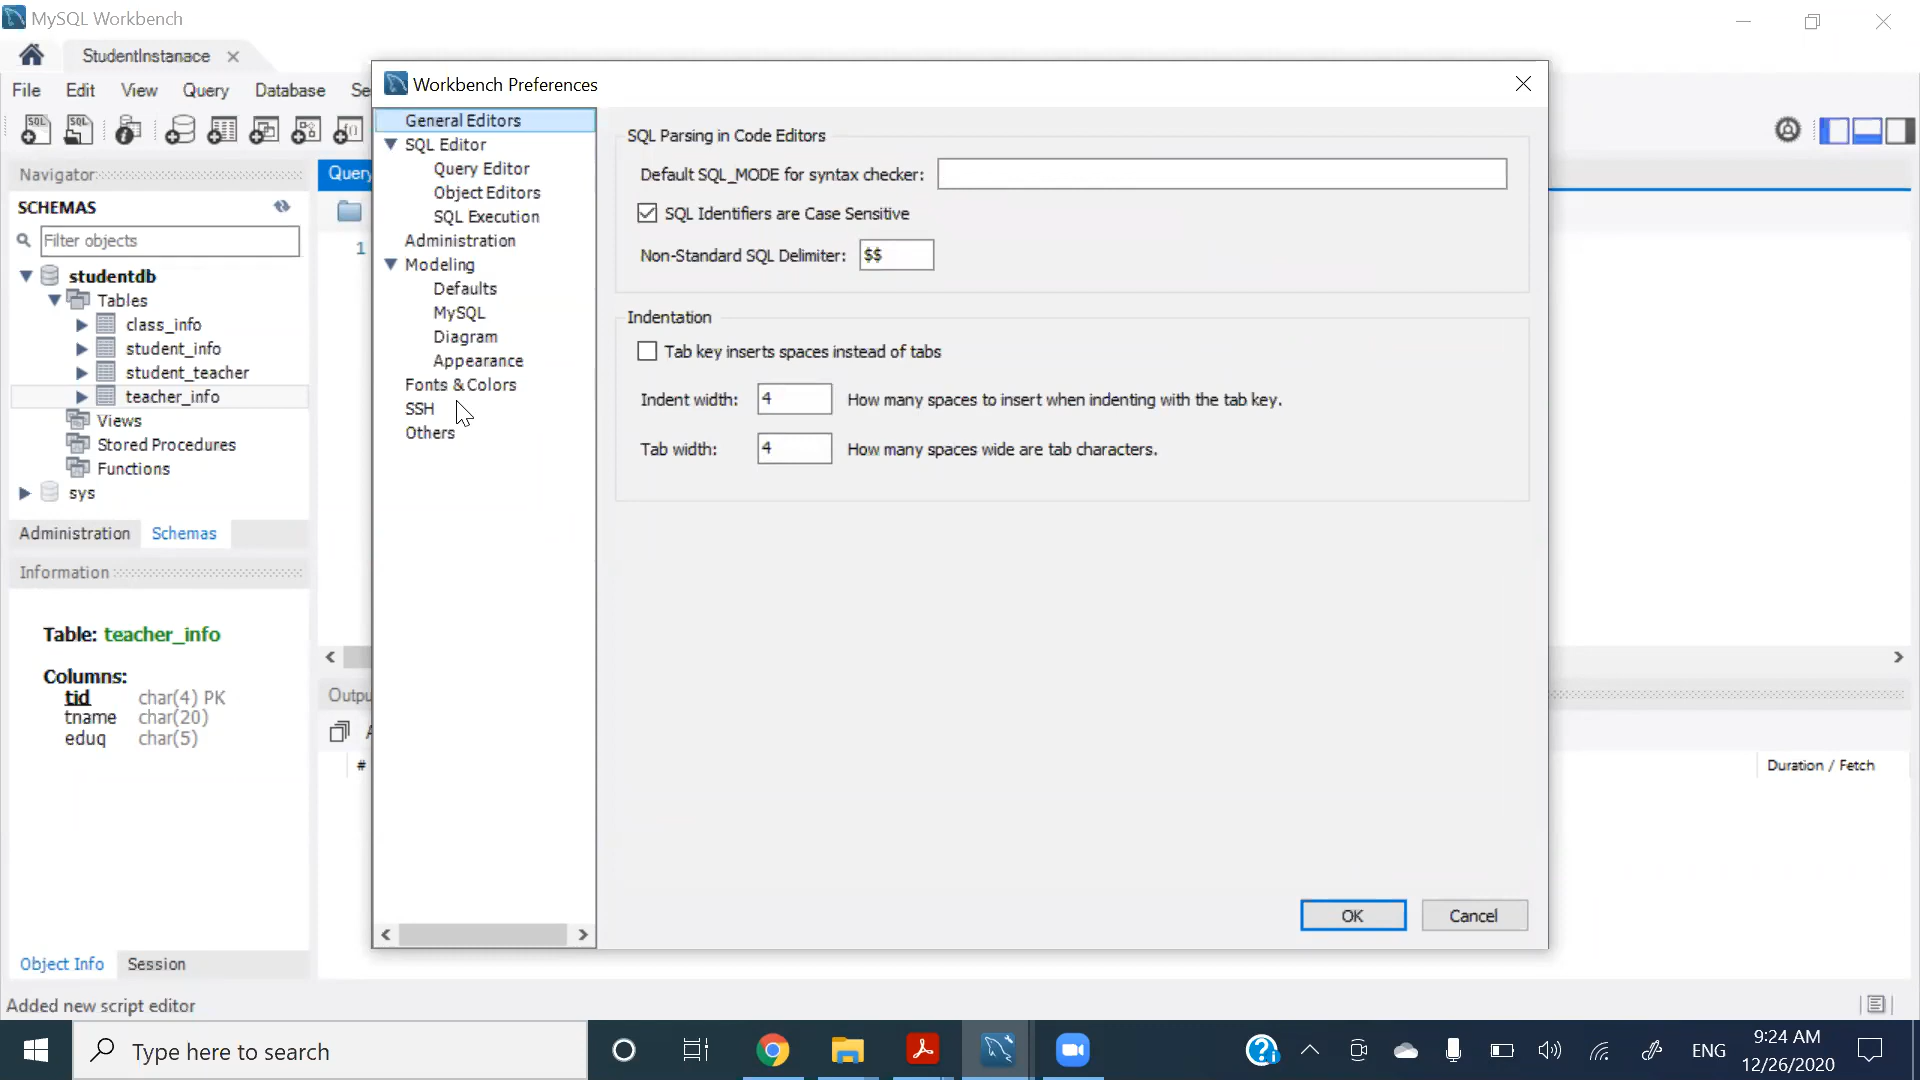 MySQL Workbench
StudentInstanace
File Edit View Query Database Se
SQL SQL
Navigator
SCHEMAS
Filter objects
studentdb
Tables
class_info
student_info
student_teacher
teacher_info
Views
Stored Procedures
Functions
sys
Administration Schemas
Information
Table: teacher_info
Columns:
tid char(4) PK
tname char(20)
eduq char(5)
Object Info Session
Added new script editor
Query
1
Outpu
#
Duration / Fetch
Workbench Preferences
General Editors
SQL Editor
Query Editor
Object Editors
SQL Execution
Administration
Modeling
Defaults
MySQL
Diagram
Appearance
Fonts & Colors
SSH
Others
SQL Parsing in Code Editors
Default SQL_MODE for syntax checker:
SQL Identifiers are Case Sensitive
Non-Standard SQL Delimiter: $$
Indentation
Tab key inserts spaces instead of tabs
Indent width: 4 How many spaces to insert when indenting with the tab key.
Tab width: 4 How many spaces wide are tab characters.
OK Cancel
Type here to search
ENG
9:24 AM
12/26/2020